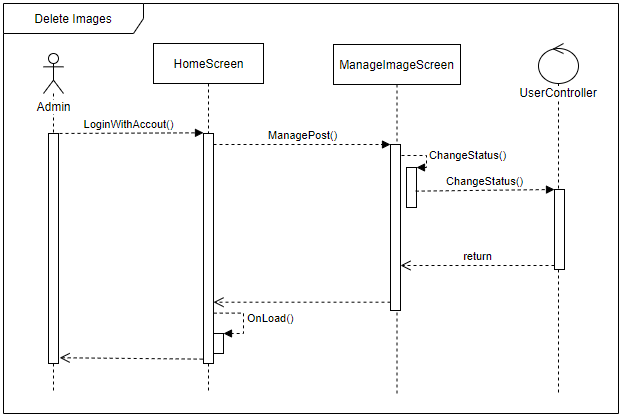 Delete Images
HomeScreen
ManageImageScreen
Admin
UserController
LoginWithAccout()
ManagePost()
ChangeStatus()
ChangeStatus()
return
OnLoad()